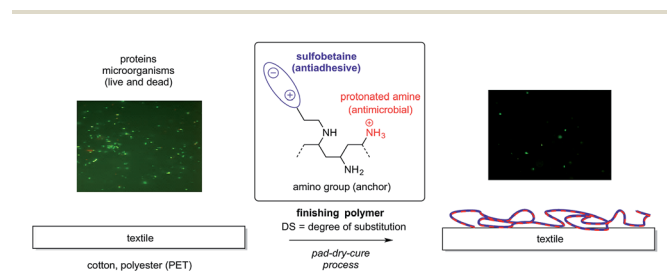 proteins
microorganisms
(live and dead)
textile
cotton, polyester (PET)
sulfobetaine
(antiadhesive)
⊖
⊕
protonated amine
(antimicrobial)
⊕
NH3
NH
NH2
amino group (anchor)
finishing polymer
DS = degree of substitution
pad-dry-cure
process
textile